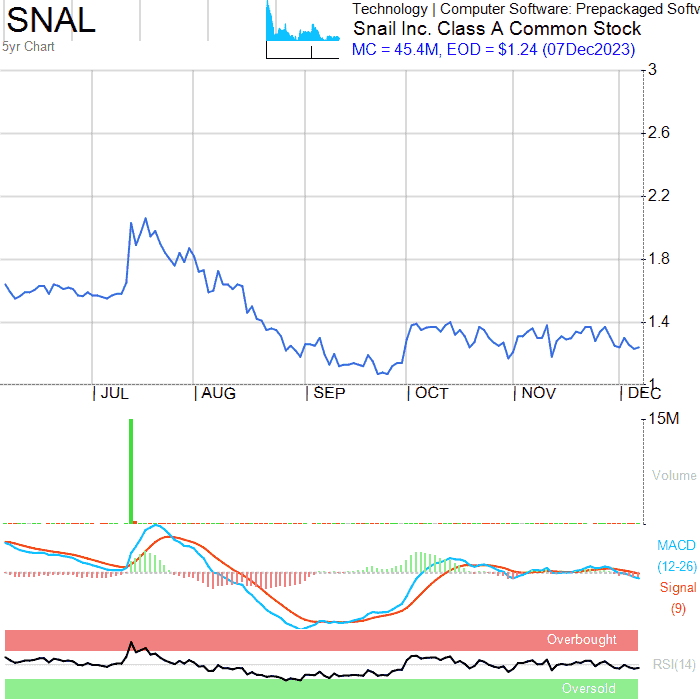 SNAL
5yr Chart
Technology | Computer Software: Prepackaged Softw
Snail Inc. Class A Common Stock
MC = 45.4M, EOD = $1.24 (07Dec2023)
3
2.6
2.2
1.8
1.4
1
JUL AUG SEP OCT NOV DEC
15M
Volume
MACD
(12-26)
Signal
(9)
Overbought
RSI(14)
Oversold